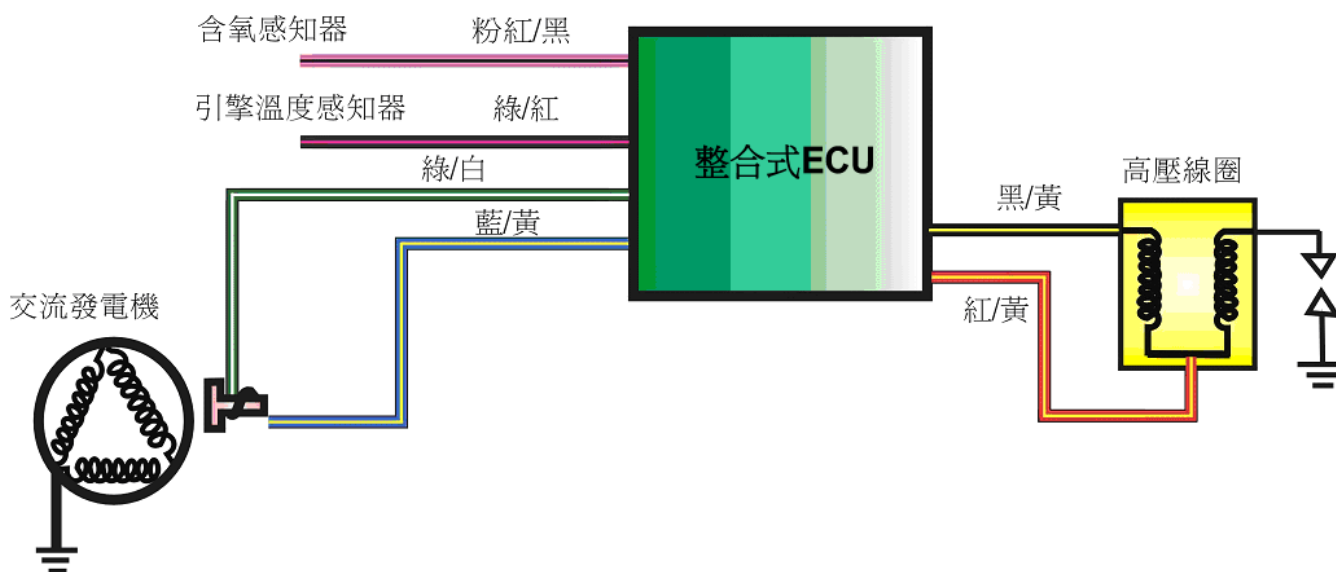 含氧感知器
粉紅/黑
引擎溫度感知器
綠/紅
綠/白
藍/黃
整合式ECU
黑/黃
高壓線圈
紅/黃
交流發電機